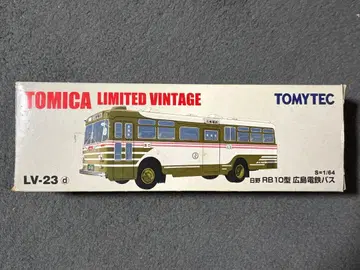 TOMICA LIMITED VINTAGE
TOMYTEC
S=1/64
LV-23 d
日野 RB10型 広島電鉄バス